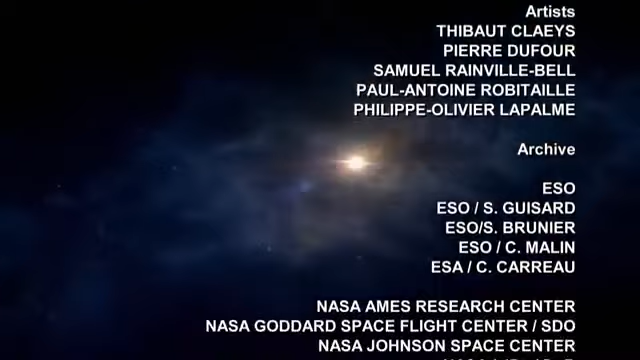 Artists
THIBAUT CLAEYS
PIERRE DUFOUR
SAMUEL RAINVILLE-BELL
PAUL-ANTOINE ROBITAILLE
PHILIPPE-OLIVIER LAPALME
Archive
ESO
ESO / S. GUISARD
ESO/S. BRUNIER
ESO / C. MALIN
ESA / C. CARREAU
NASA AMES RESEARCH CENTER
NASA GODDARD SPACE FLIGHT CENTER / SDO
NASA JOHNSON SPACE CENTER